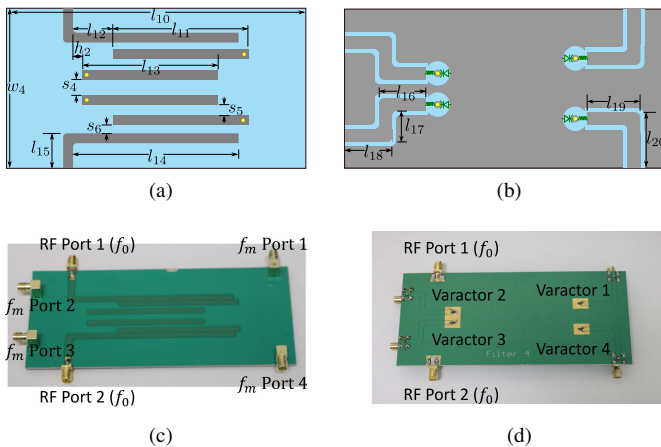 l₁₀
l₁₂ l₁₁
h₂
l₁₃
w₄
s₄
s₅
s₆
l₁₅
l₁₄
(a)
l₁₆
l₁₇
l₁₈
l₁₉
l₂₀
(b)
RF Port 1 (f₀)
fₘ Port 1
fₘ Port 2
fₘ Port 3
RF Port 2 (f₀)
fₘ Port 4
(c)
RF Port 1 (f₀)
Varactor 2
Varactor 1
Varactor 3
Varactor 4
Filter 4
RF Port 2 (f₀)
(d)